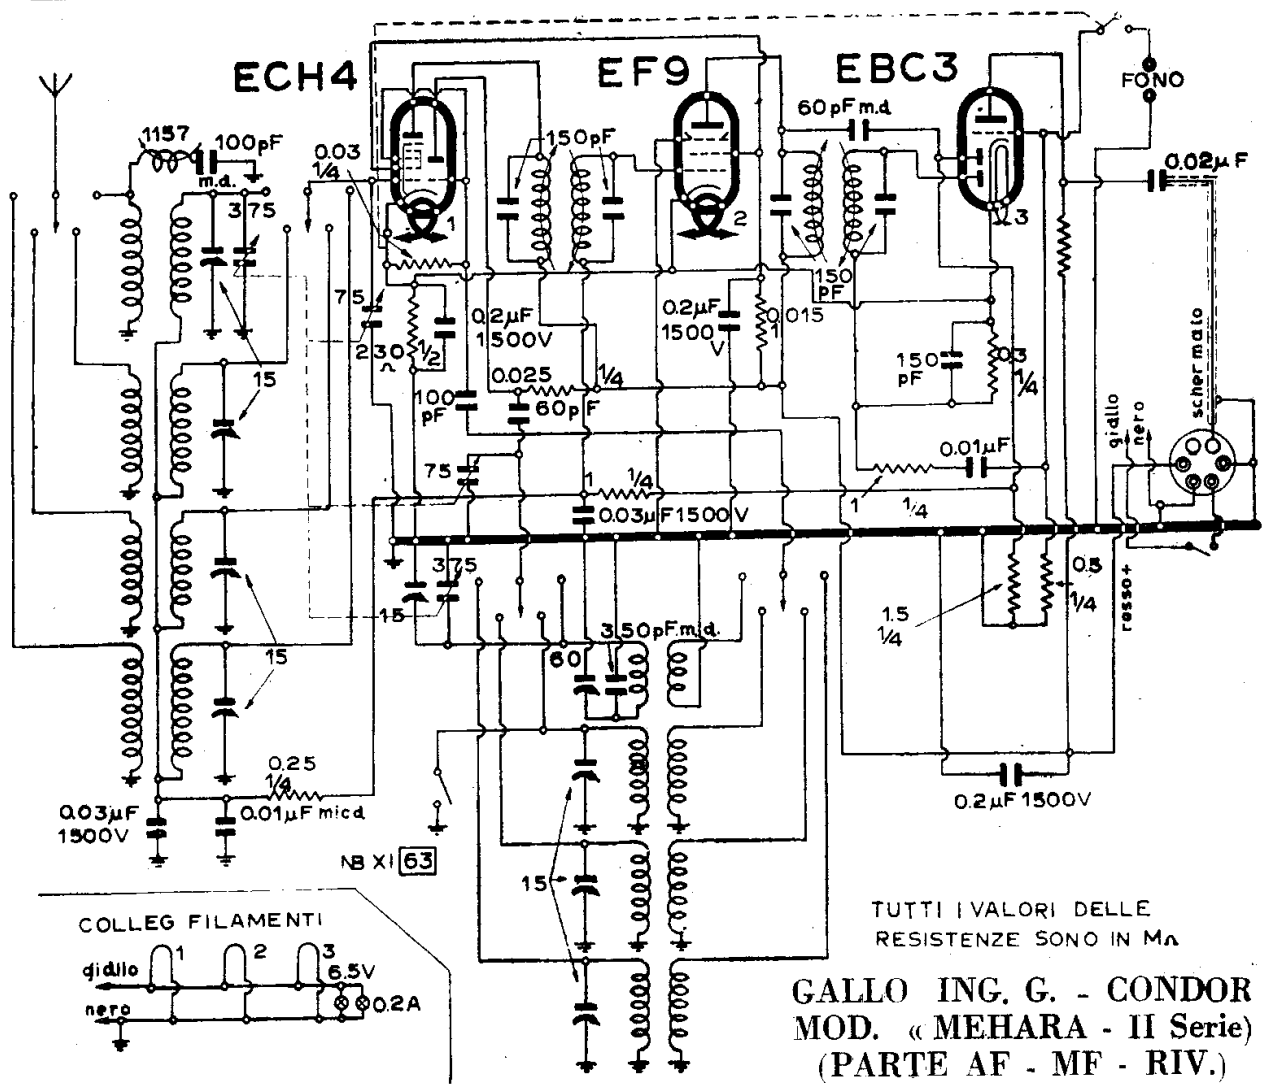 ECH4
EF9
EBC3
FONO
1157
100pF
m.d.
375
0.03
1/4
150pF
60pF m.d.
0.02µF
1
2
3
75
230
Ω
1/2
0.2µF
1500V
0.2µF
1500
V
0.015
1
150
pF
150
pF
0.3
1/4
15
100
pF
0.025
1/4
60pF
75
schermato
giallo
nero
0.01µF
1
1/4
1
1/4
0.03µF 1500V
375
15
15
1.5
1/4
0.5
1/4
rosso+
60
350pF.m.d.
0.25
1/4
0.03µF
1500V
0.01µF mica
0.2µF 1500V
NB XI 63
15
COLLEG FILAMENTI
giallo
1
2
3
6.5V
nero
0.2A
TUTTI I VALORI DELLE
RESISTENZE SONO IN MΩ
GALLO ING. G. - CONDOR
MOD. « MEHARA - II Serie)
(PARTE AF - MF - RIV.)